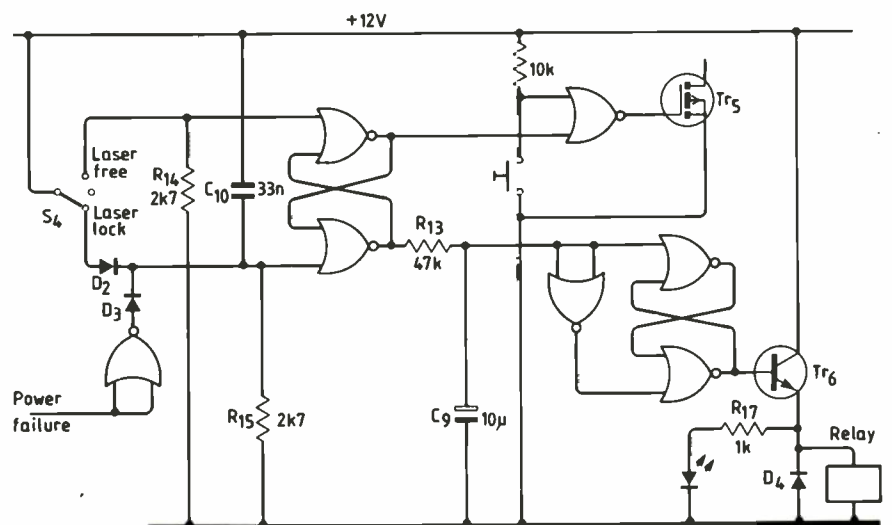 +12V
10k
Tr5
Laser
free
R14
2k7
C10
33n
S4
Laser
lock
R13
47k
D2
D3
Power
failure
R15
2k7
C9
10μ
Tr6
R17
1k
Relay
D4